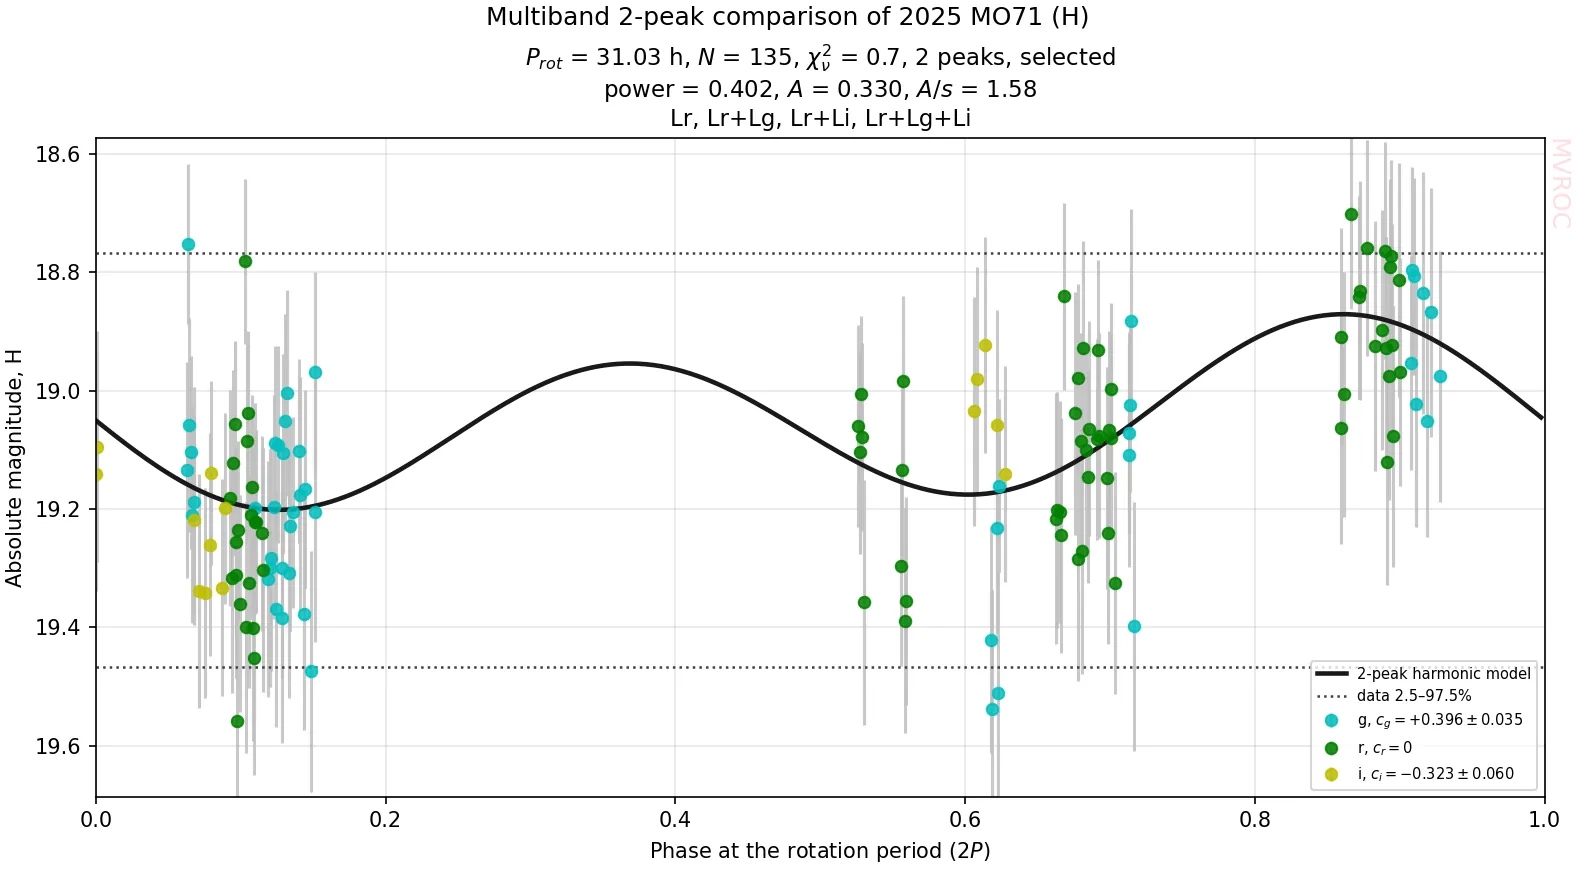 Multiband 2-peak comparison of 2025 MO71 (H)
P_rot = 31.03 h, N = 135, χ²_ν = 0.7, 2 peaks, selected
power = 0.402, A = 0.330, A/s = 1.58
Lr, Lr+Lg, Lr+Li, Lr+Lg+Li
MVROC
Absolute magnitude, H
18.6
18.8
19.0
19.2
19.4
19.6
2-peak harmonic model
data 2.5–97.5%
g, c_g = +0.396 ± 0.035
r, c_r = 0
i, c_i = −0.323 ± 0.060
0.0 0.2 0.4 0.6 0.8 1.0
Phase at the rotation period (2P)